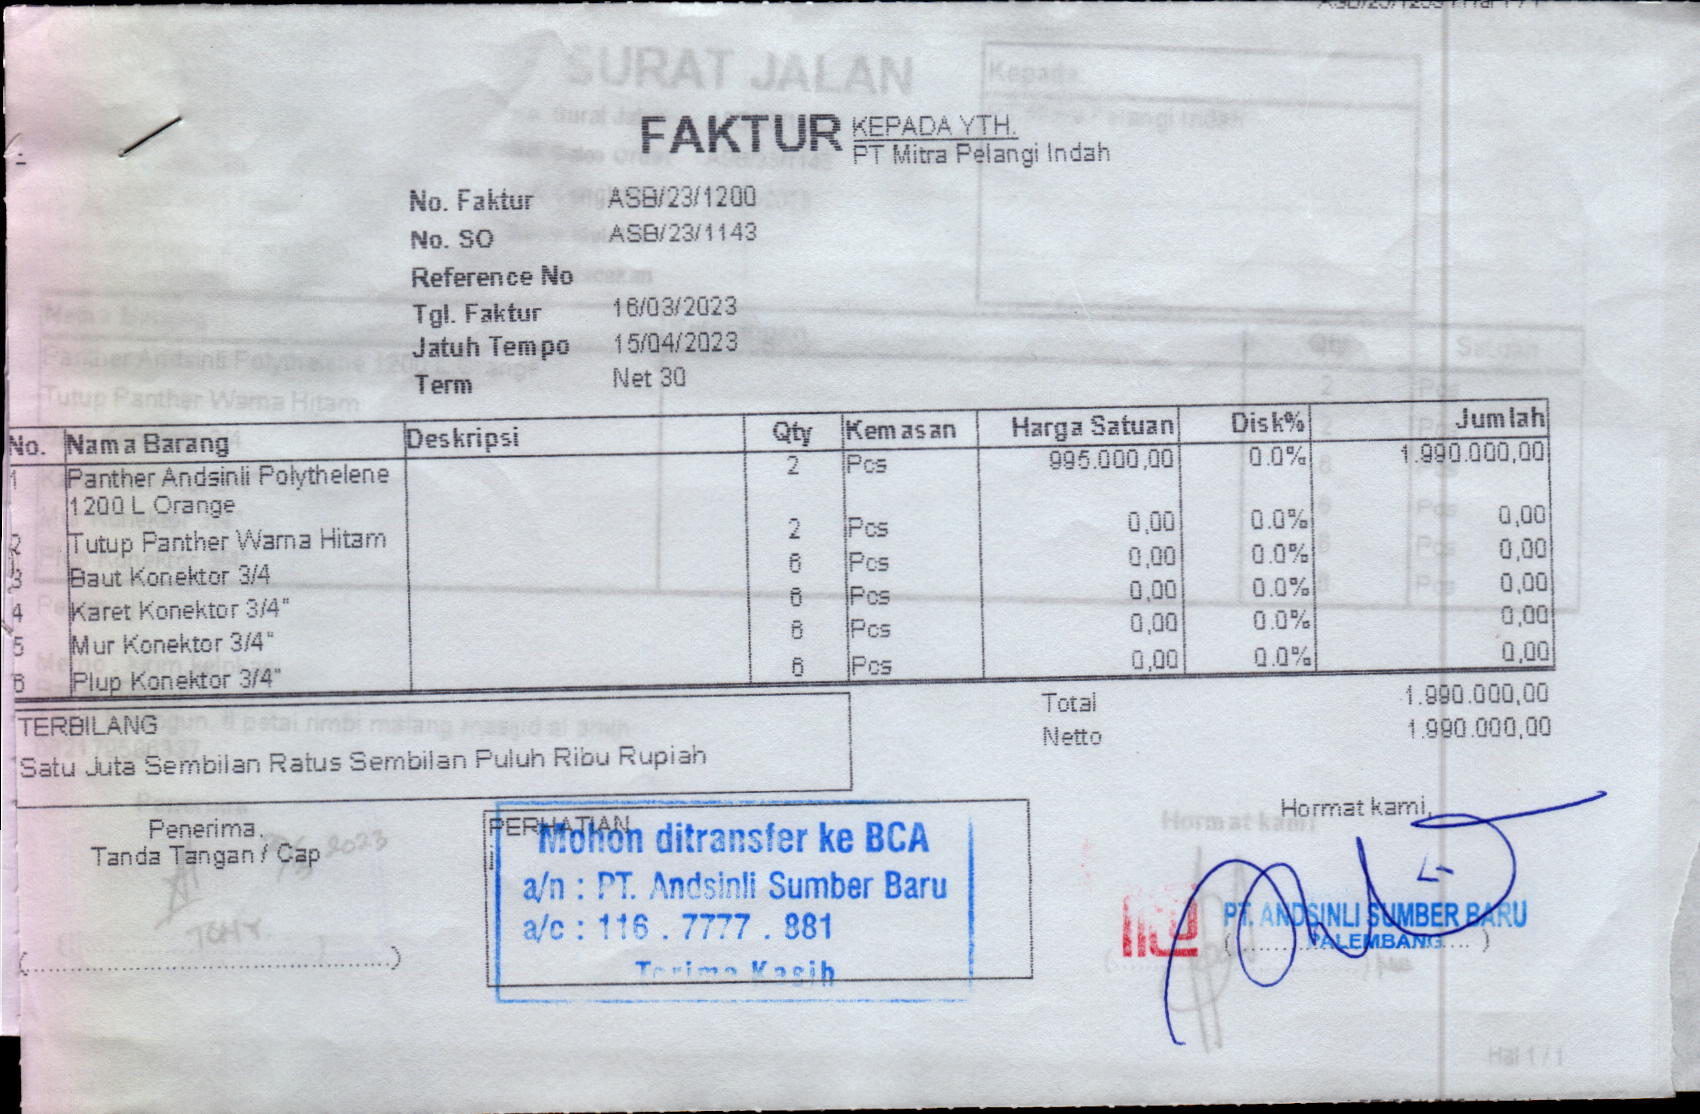 FAKTUR
KEPADA YTH.
PT Mitra Pelangi Indah
No. Faktur ASB/23/1200
No. SO ASB/23/1143
Reference No
Tgl. Faktur 16/03/2023
Jatuh Tempo 15/04/2023
Term Net 30
No. Nama Barang Deskripsi Qty Kemasan Harga Satuan Disk% Jumlah
1 Panther Andsinli Polythelene 2 Pcs 995.000,00 0.0% 1.990.000,00
1200 L Orange
2 Tutup Panther Warna Hitam 2 Pcs 0,00 0.0% 0,00
3 Baut Konektor 3/4 6 Pcs 0,00 0.0% 0,00
4 Karet Konektor 3/4" 6 Pcs 0,00 0.0% 0,00
5 Mur Konektor 3/4" 6 Pcs 0,00 0.0% 0,00
6 Plup Konektor 3/4" 6 Pcs 0,00 0.0% 0,00
Total 1.990.000,00
Netto 1.990.000,00
TERBILANG
Satu Juta Sembilan Ratus Sembilan Puluh Ribu Rupiah
Penerima,
Tanda Tangan / Cap
PERHATIAN
Mohon ditransfer ke BCA
a/n : PT. Andsinli Sumber Baru
a/c : 116 . 7777 . 881
Terima Kasih
Hormat kami,
PT. ANDSINLI SUMBER BARU
PALEMBANG
SURAT JALAN
Kepada
Hal 1 / 1